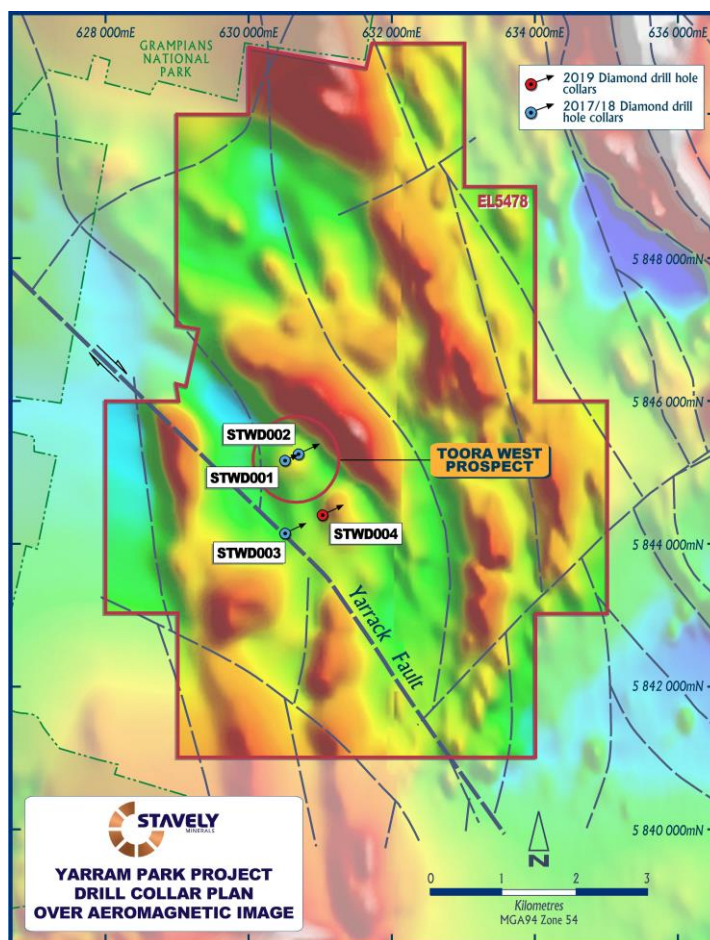 628 000mE
630 000mE
632 000mE
634 000mE
636 000mE
GRAMPIANS
NATIONAL
PARK
2019 Diamond drill hole
collars
2017/18 Diamond drill
hole collars
EL5478
5 848 000mN
5 846 000mN
STWD002
STWD001
TOORA WEST
PROSPECT
STWD003
STWD004
5 844 000mN
Yarrack Fault
5 842 000mN
5 840 000mN
STAVELY
MINERALS
YARRAM PARK PROJECT
DRILL COLLAR PLAN
OVER AEROMAGNETIC IMAGE
N
0 1 2 3
Kilometres
MGA94 Zone 54